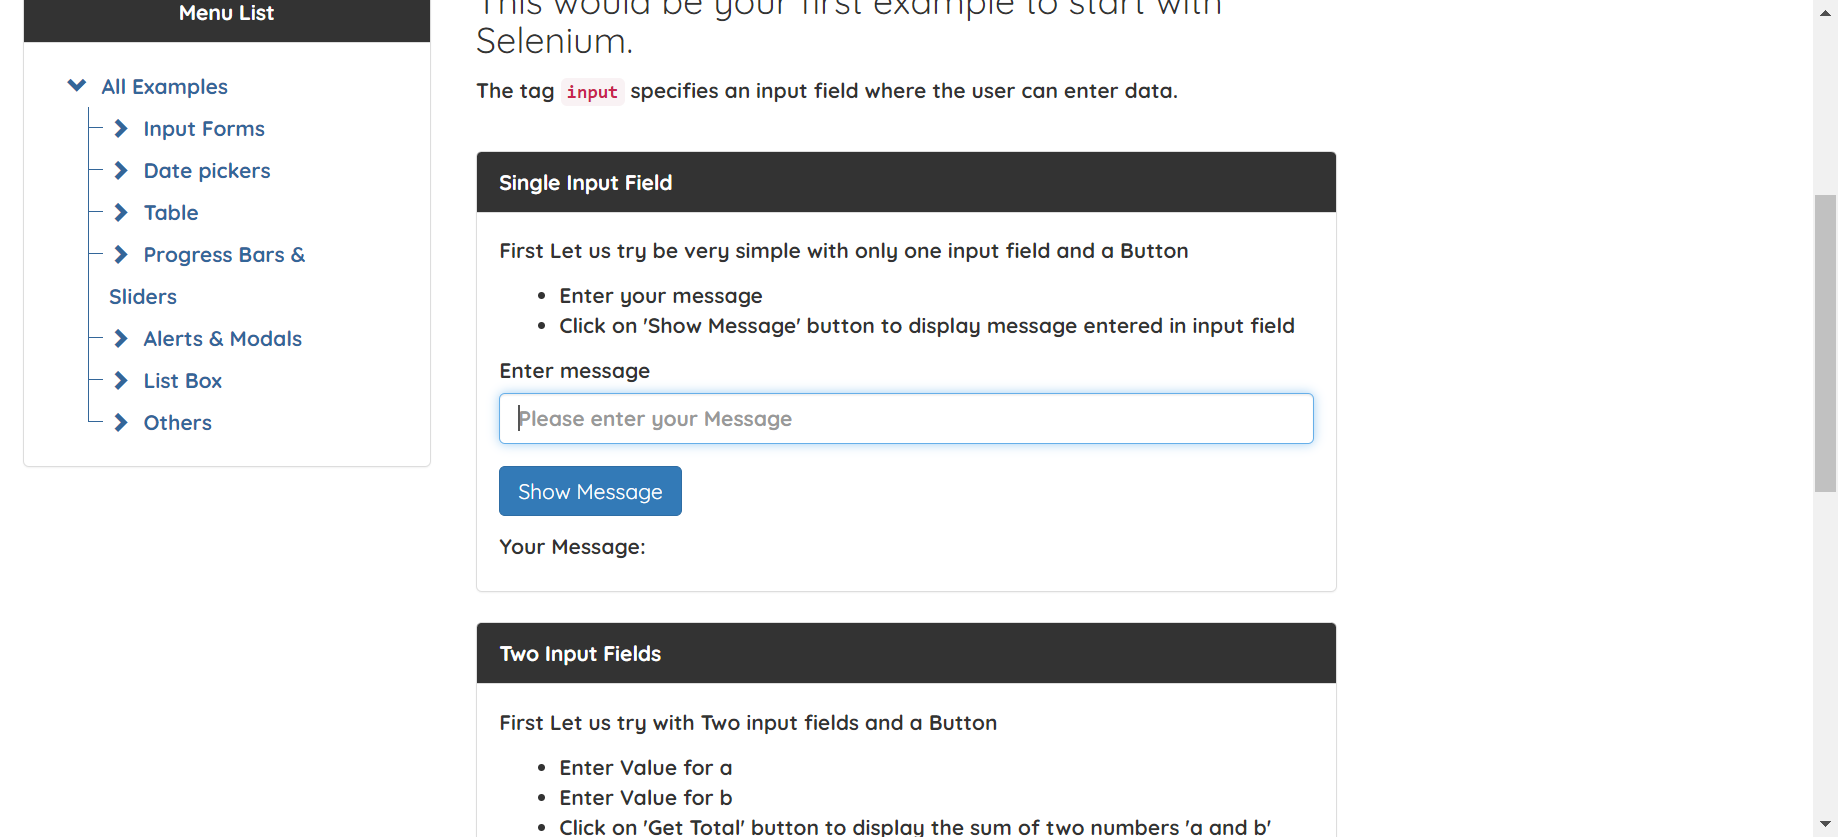 Menu List
All Examples
Input Forms
Date pickers
Table
Progress Bars &
Sliders
Alerts & Modals
List Box
Others
This would be your first example to start with
Selenium.
The tag input specifies an input field where the user can enter data.
Single Input Field
First Let us try be very simple with only one input field and a Button
• Enter your message
• Click on 'Show Message' button to display message entered in input field
Enter message
Please enter your Message
Show Message
Your Message:
Two Input Fields
First Let us try with Two input fields and a Button
• Enter Value for a
• Enter Value for b
• Click on 'Get Total' button to display the sum of two numbers 'a and b'